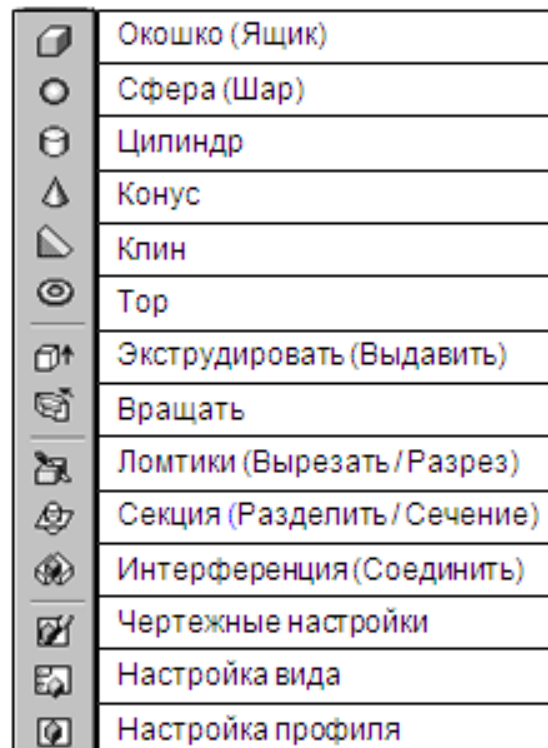 Окошко (Ящик)
Сфера (Шар)
Цилиндр
Конус
Клин
Тор
Экструдировать (Выдавить)
Вращать
Ломтики (Вырезать / Разрез)
Секция (Разделить / Сечение)
Интерференция (Соединить)
Чертежные настройки
Настройка вида
Настройка профиля